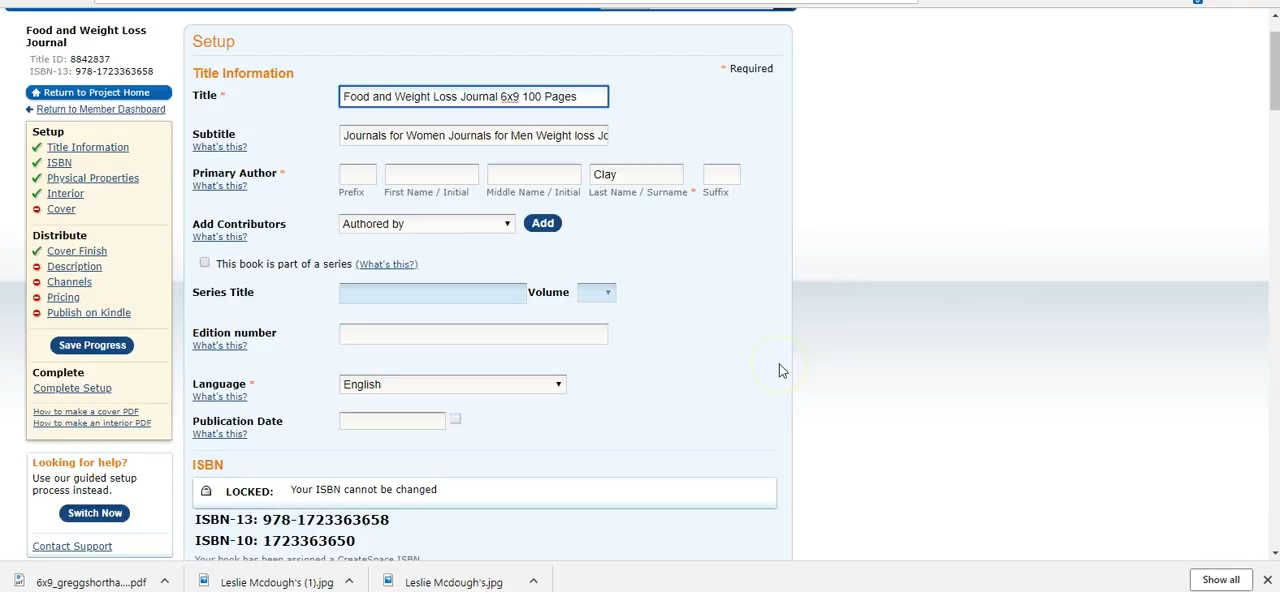 Food and Weight Loss
Journal
Title ID: 8842837
ISBN-13: 978-1723363658
Return to Project Home
Return to Member Dashboard
Setup
Title Information
ISBN
Physical Properties
Interior
Cover
Distribute
Cover Finish
Description
Channels
Pricing
Publish on Kindle
Save Progress
Complete
Complete Setup
How to make a cover PDF
How to make an interior PDF
Looking for help?
Use our guided setup
process instead.
Switch Now
Contact Support
Setup
Title Information
* Required
Title *
Food and Weight Loss Journal 6x9 100 Pages
Subtitle
What's this?
Journals for Women Journals for Men Weight loss Jo
Primary Author *
What's this?
Clay
Prefix First Name / Initial Middle Name / Initial Last Name / Surname * Suffix
Add Contributors
What's this?
Authored by
Add
This book is part of a series (What's this?)
Series Title
Volume
Edition number
What's this?
Language *
What's this?
English
Publication Date
What's this?
ISBN
LOCKED: Your ISBN cannot be changed
ISBN-13: 978-1723363658
ISBN-10: 1723363650
Your book has been assigned a CreateSpace ISBN
6x9_greggshortha....pdf
Leslie Mcdough's (1).jpg
Leslie Mcdough's.jpg
Show all